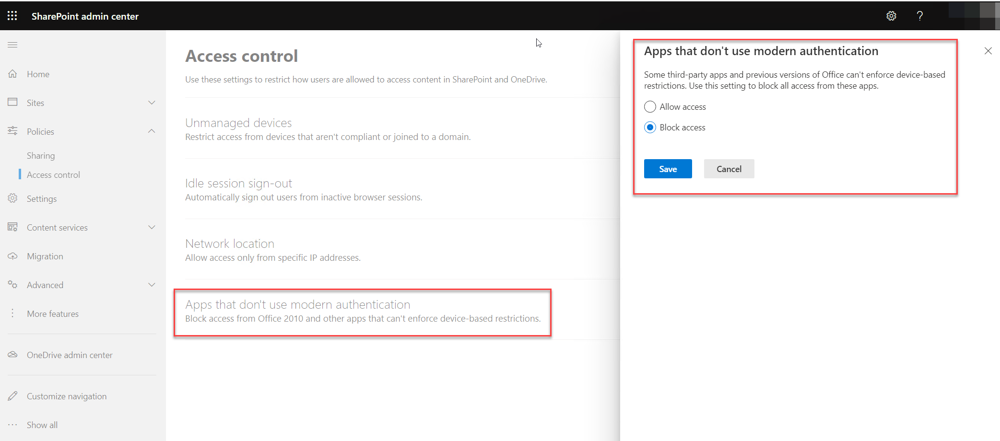 SharePoint admin center
Home
Sites
Policies
Sharing
Access control
Settings
Content services
Migration
Advanced
More features
OneDrive admin center
Customize navigation
Show all
Access control
Use these settings to restrict how users are allowed to access content in SharePoint and OneDrive.
Unmanaged devices
Restrict access from devices that aren't compliant or joined to a domain.
Idle session sign-out
Automatically sign out users from inactive browser sessions.
Network location
Allow access only from specific IP addresses.
Apps that don't use modern authentication
Block access from Office 2010 and other apps that can't enforce device-based restrictions.
Apps that don't use modern authentication
Some third-party apps and previous versions of Office can't enforce device-based
restrictions. Use this setting to block all access from these apps.
Allow access
Block access
Save
Cancel